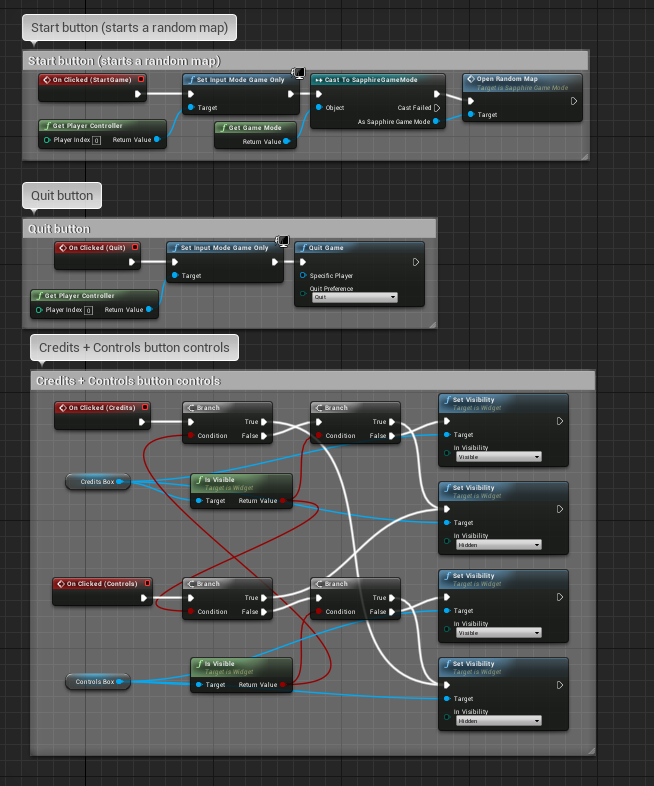 Start button (starts a random map)
Start button (starts a random map)
On Clicked (StartGame)
Set Input Mode Game Only
Target
Cast To SapphireGameMode
Object
Cast Failed
As Sapphire Game Mode
Open Random Map
Target is Sapphire Game Mode
Target
Get Player Controller
Player Index 0
Return Value
Get Game Mode
Return Value
Quit button
Quit button
On Clicked (Quit)
Set Input Mode Game Only
Target
Quit Game
Specific Player
Quit Preference
Quit
Get Player Controller
Player Index 0
Return Value
Credits + Controls button controls
Credits + Controls button controls
On Clicked (Credits)
Branch
True
Condition
False
Branch
True
Condition
False
Set Visibility
Target is Widget
Target
In Visibility
Visible
Credits Box
Is Visible
Target is Widget
Target
Return Value
Set Visibility
Target is Widget
Target
In Visibility
Hidden
On Clicked (Controls)
Branch
True
Condition
False
Branch
True
Condition
False
Set Visibility
Target is Widget
Target
In Visibility
Visible
Controls Box
Is Visible
Target is Widget
Target
Return Value
Set Visibility
Target is Widget
Target
In Visibility
Hidden